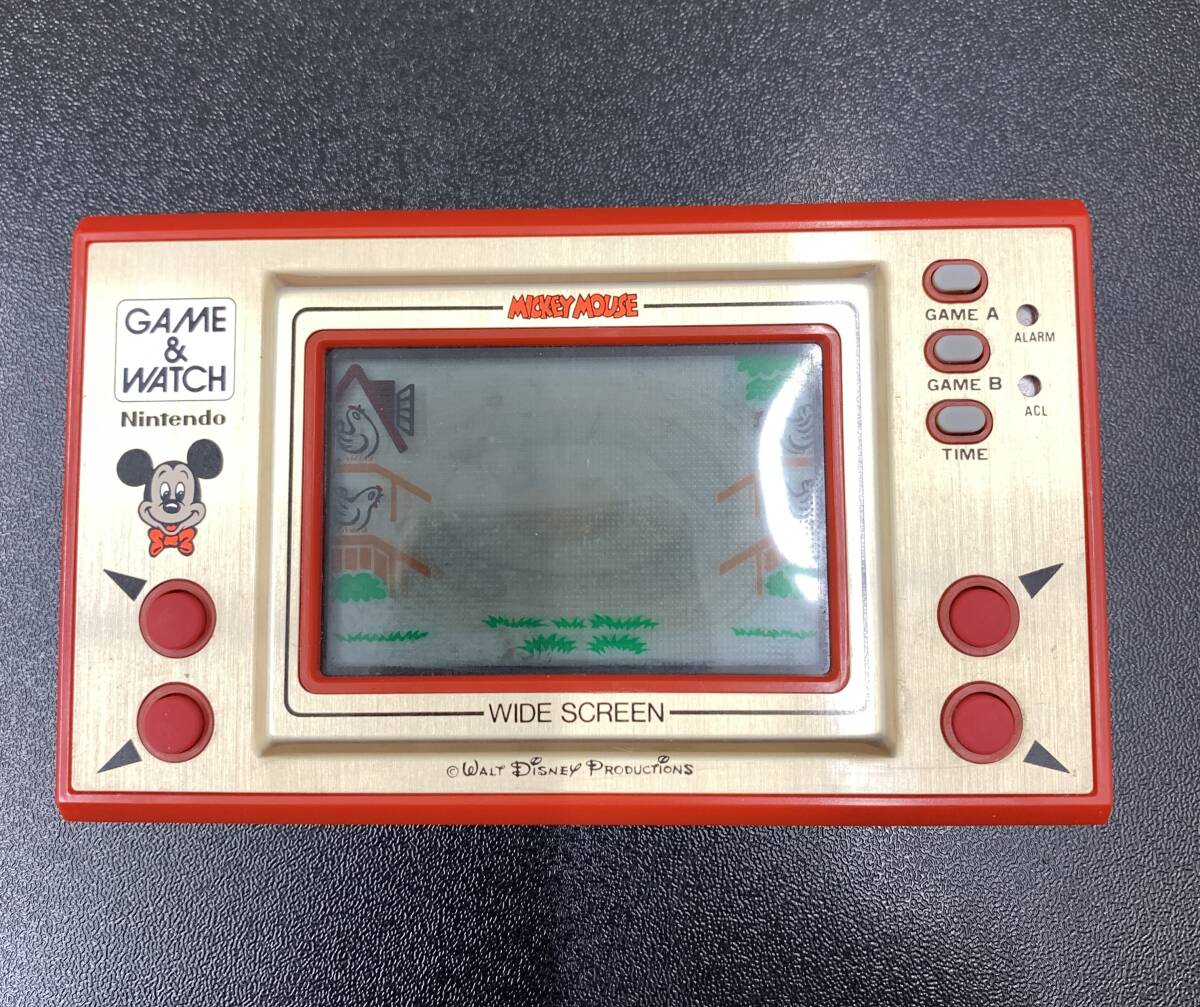 GAME
&
WATCH
Nintendo
MICKEY MOUSE
GAME A
ALARM
GAME B
ACL
TIME
WIDE SCREEN
© WALT DISNEY PRODUCTIONS